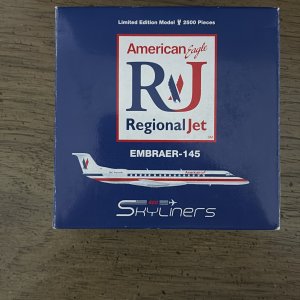 Limited Edition Model 2500 Pieces
American Eagle
RJ
Regional Jet
EMBRAER-145
Skyliners